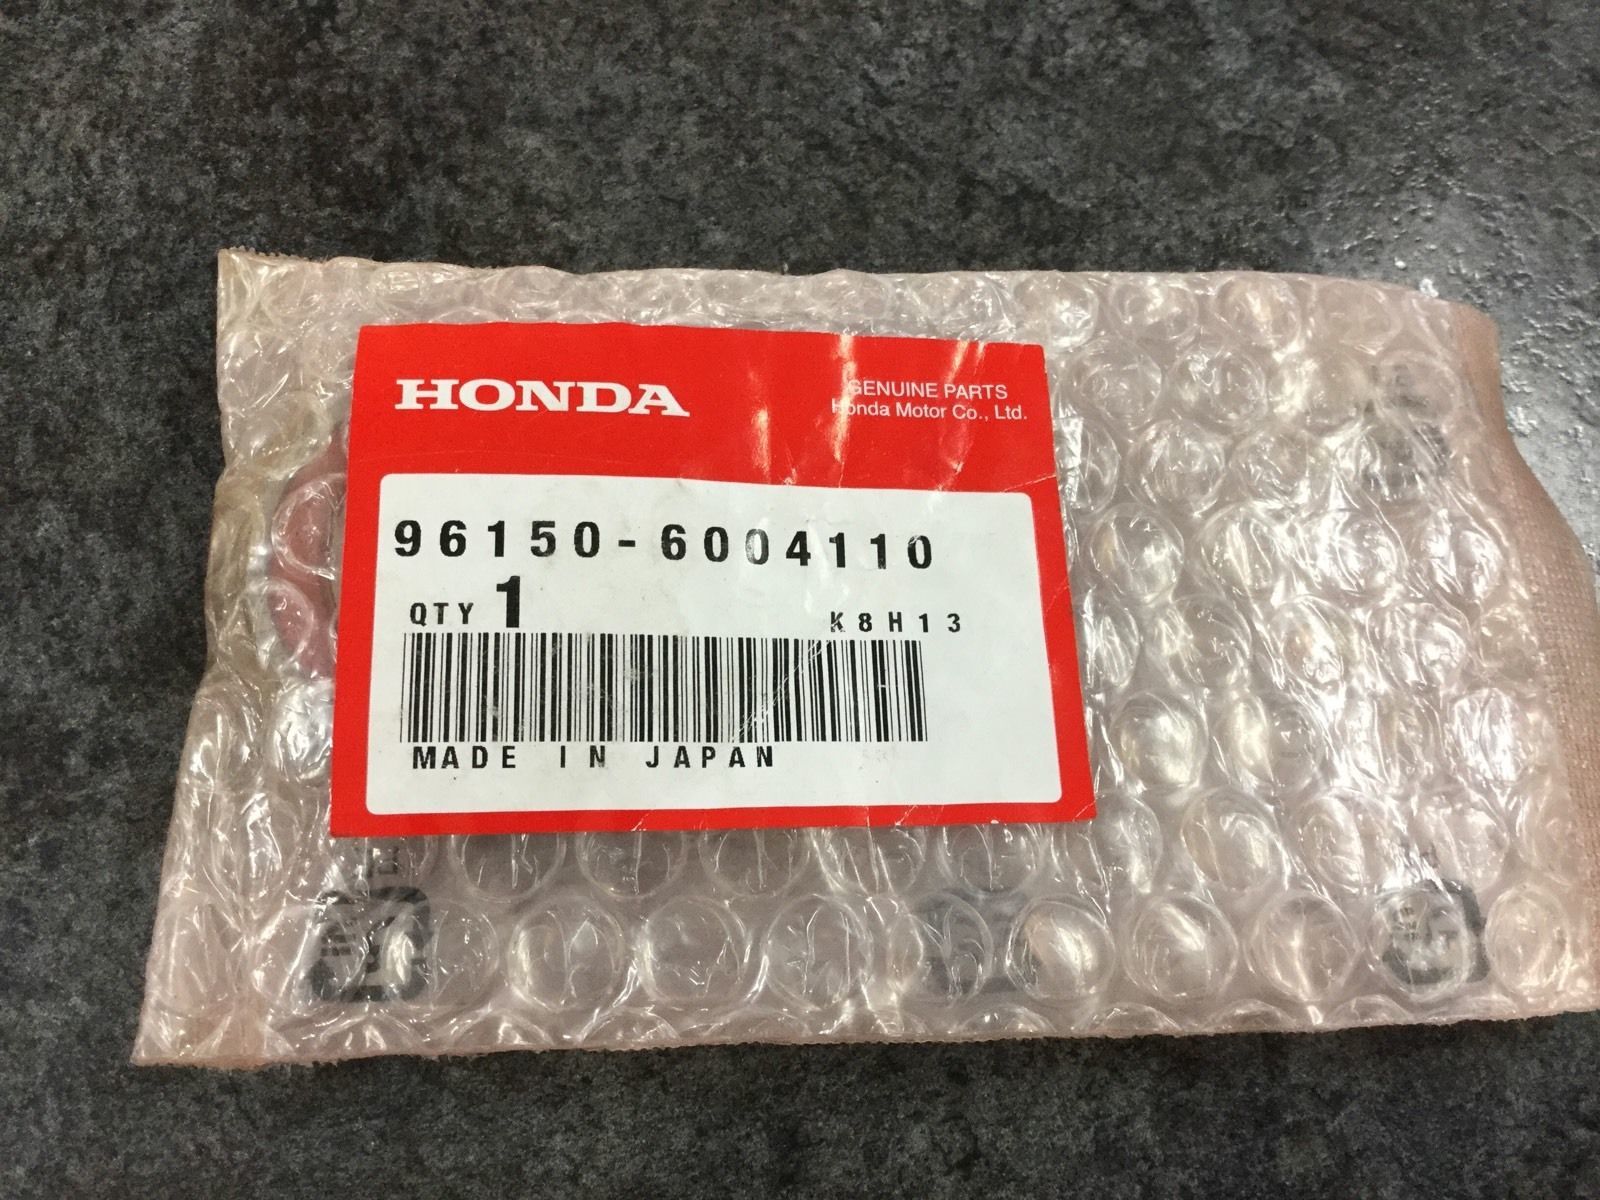 HONDA
GENUINE PARTS
Honda Motor Co., Ltd.
96150-6004110
QTY 1
K8H13
MADE IN JAPAN